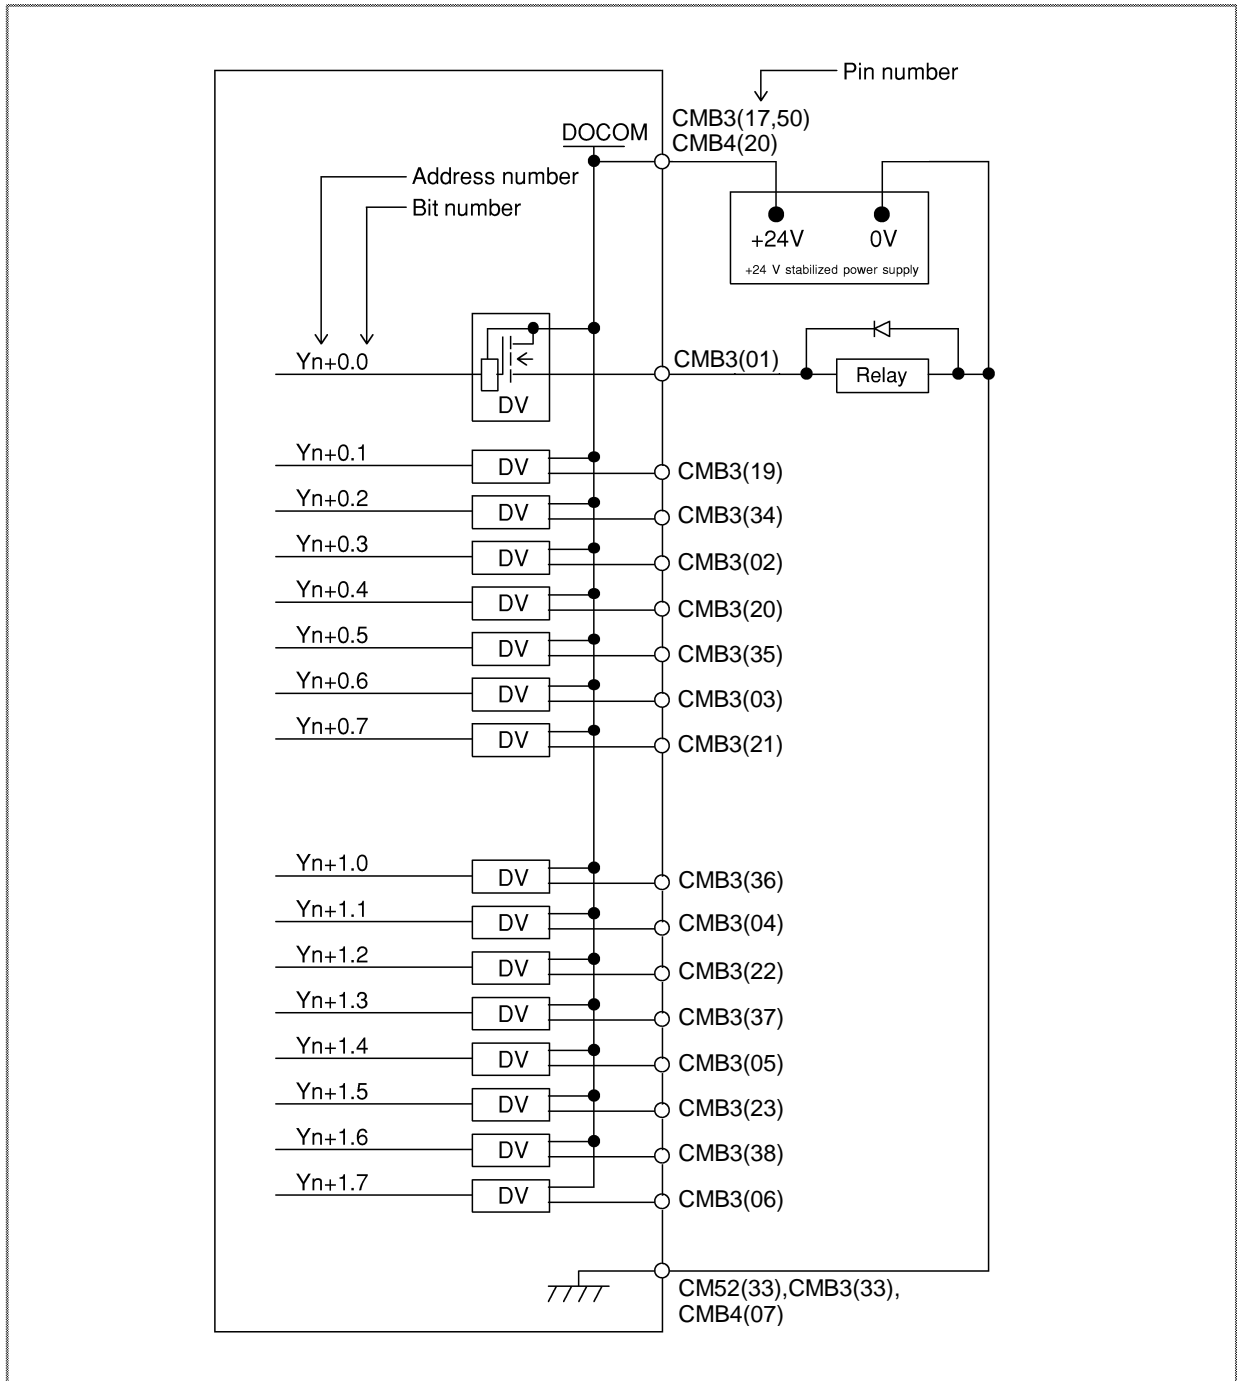 Pin number
CMB3(17,50)
CMB4(20)
DOCOM
Address number
Bit number
+24V 0V
+24 V stabilized power supply
Yn+0.0
DV
CMB3(01)
Relay
Yn+0.1 DV CMB3(19)
Yn+0.2 DV CMB3(34)
Yn+0.3 DV CMB3(02)
Yn+0.4 DV CMB3(20)
Yn+0.5 DV CMB3(35)
Yn+0.6 DV CMB3(03)
Yn+0.7 DV CMB3(21)
Yn+1.0 DV CMB3(36)
Yn+1.1 DV CMB3(04)
Yn+1.2 DV CMB3(22)
Yn+1.3 DV CMB3(37)
Yn+1.4 DV CMB3(05)
Yn+1.5 DV CMB3(23)
Yn+1.6 DV CMB3(38)
Yn+1.7 DV CMB3(06)
CM52(33),CMB3(33),
CMB4(07)